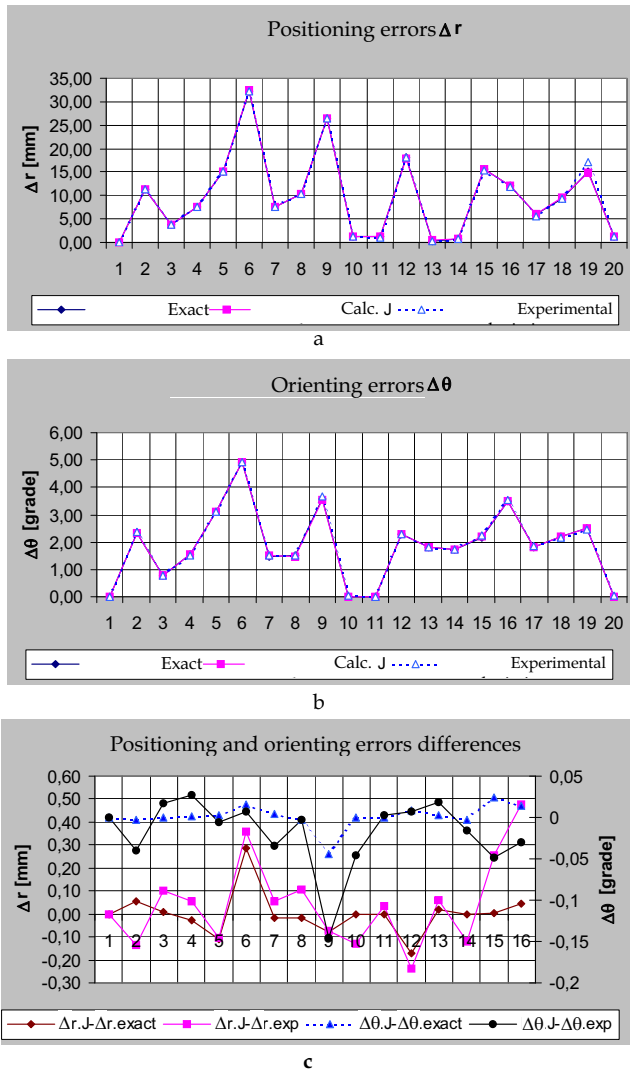 Positioning errors Δ r
Δ r [mm]
35,00
30,00
25,00
20,00
15,00
10,00
5,00
0,00
1 2 3 4 5 6 7 8 9 10 11 12 13 14 15 16 17 18 19 20
Exact Calc. J Experimental
a
Orienting errors Δθ
Δθ [grade]
6,00
5,00
4,00
3,00
2,00
1,00
0,00
1 2 3 4 5 6 7 8 9 10 11 12 13 14 15 16 17 18 19 20
Exact Calc. J Experimental
b
Positioning and orienting errors differences
Δ r [mm]
0,60
0,50
0,40
0,30
0,20
0,10
0,00
-0,10
-0,20
-0,30
1 2 3 4 5 6 7 8 9 10 11 12 13 14 15 16
0,05
0
-0,05
-0,1
-0,15
-0,2
Δθ [grade]
Δr.J-Δr.exact Δr.J-Δr.exp Δθ.J-Δθ.exact Δθ.J-Δθ.exp
c